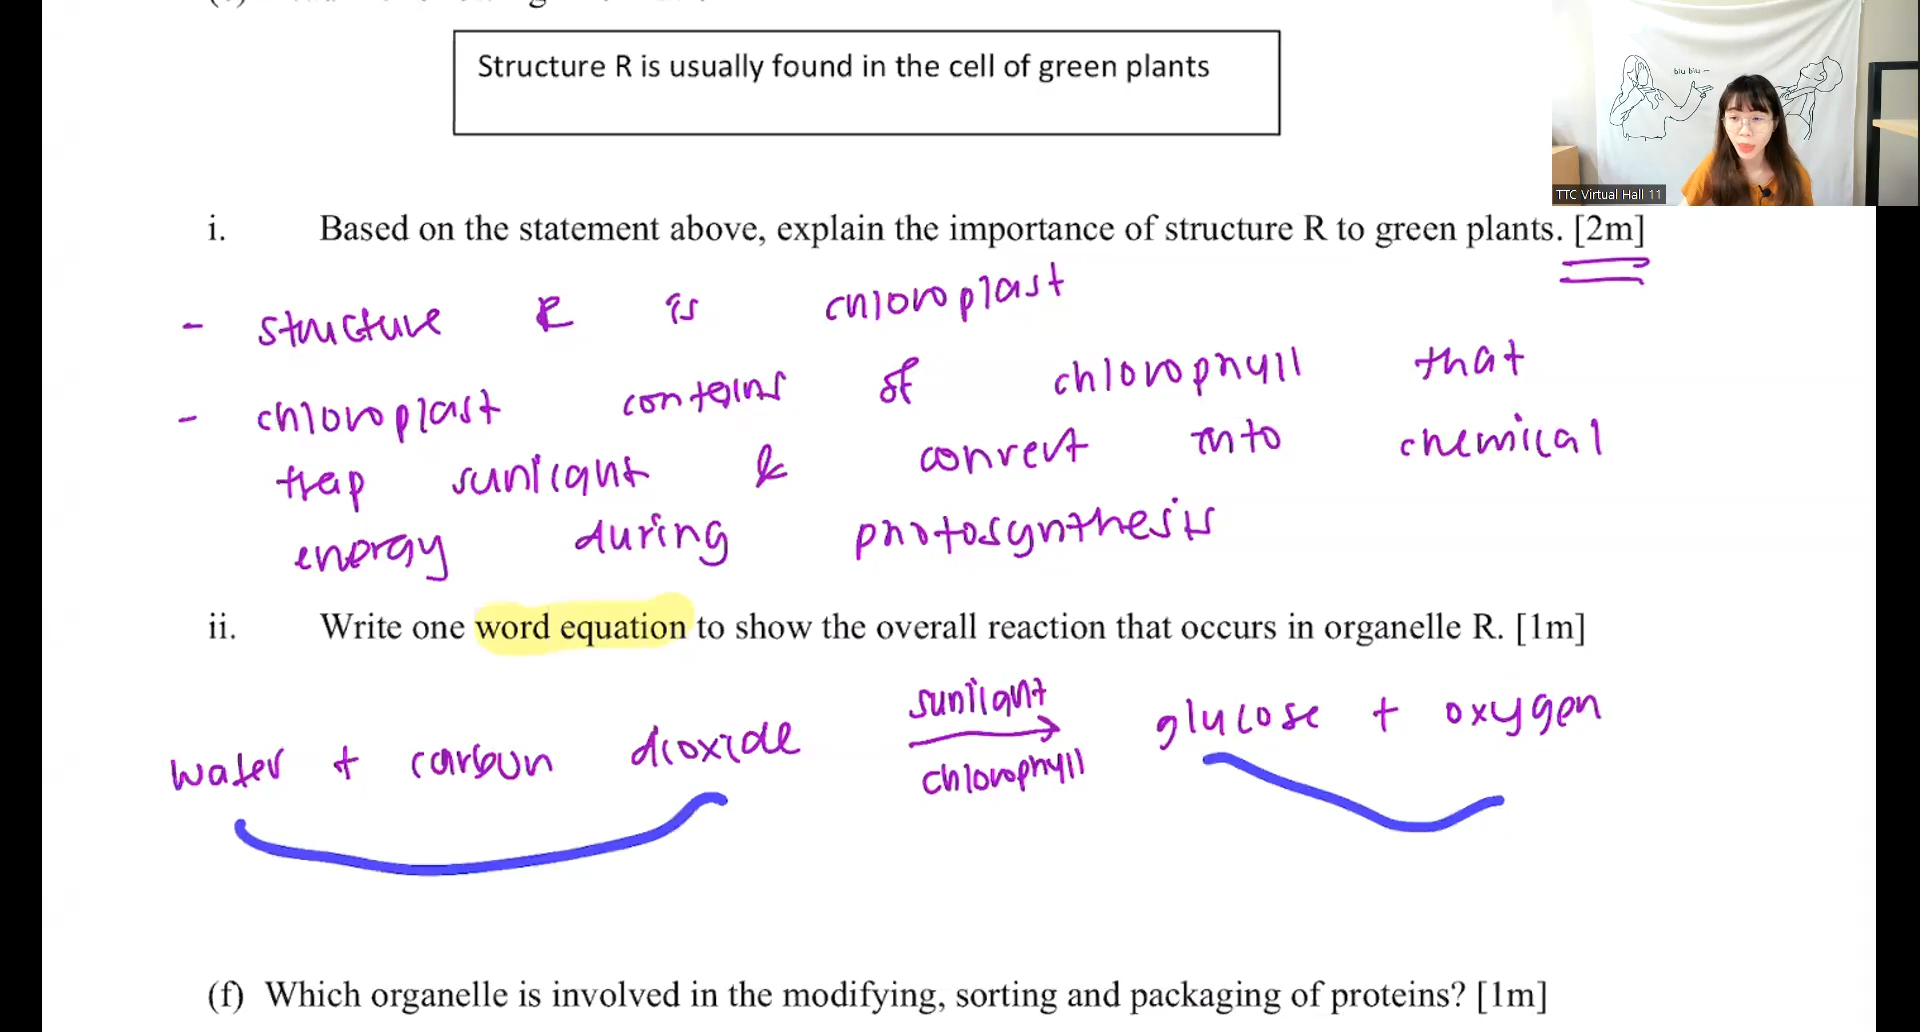 Structure R is usually found in the cell of green plants
blu blu ~
TTC Virtual Hall 11
i. Based on the statement above, explain the importance of structure R to green plants. [2m]
- structure R is chloroplast
- chloroplast contains of chlorophyll that
trap sunlight & convert into chemical
energy during photosynthesis
ii. Write one word equation to show the overall reaction that occurs in organelle R. [1m]
sunlight
water + carbon dioxide → glucose + oxygen
chlorophyll
(f) Which organelle is involved in the modifying, sorting and packaging of proteins? [1m]